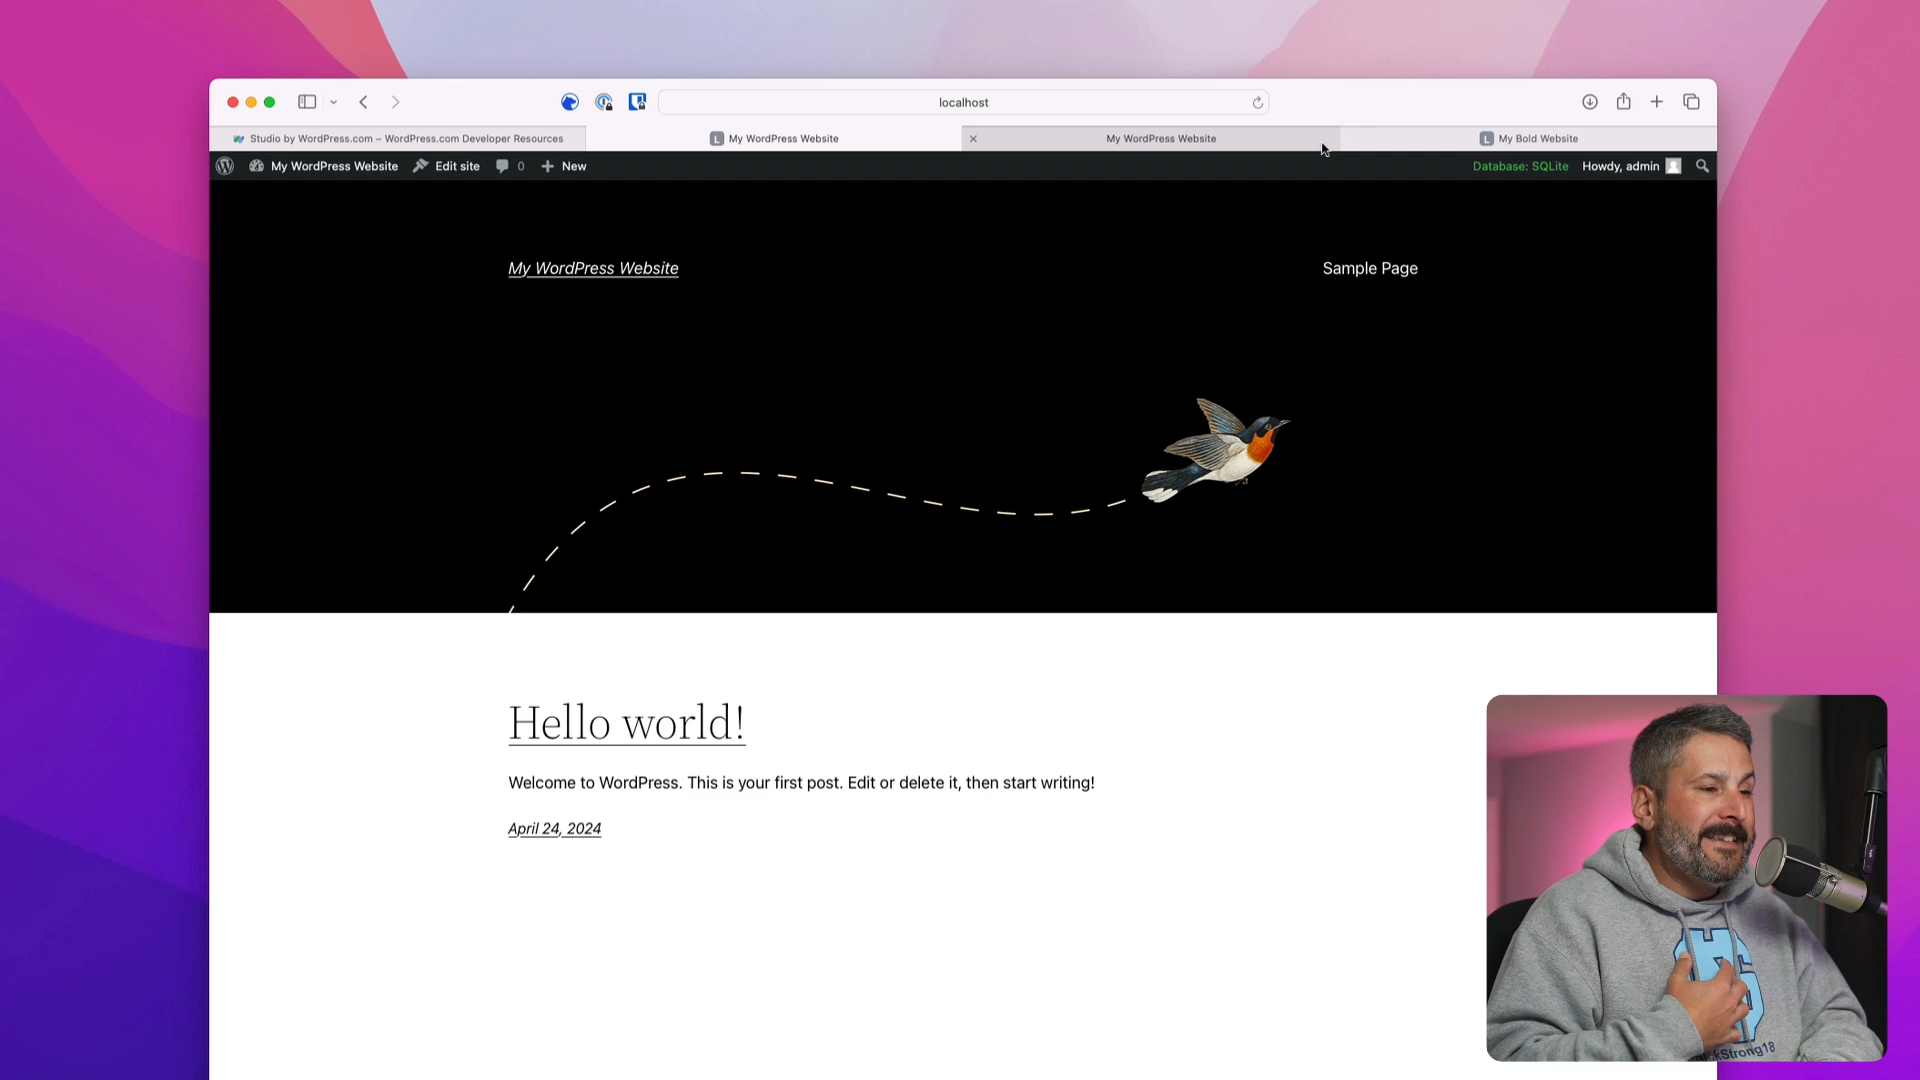 localhost
Studio by WordPress.com – WordPress.com Developer Resources
L My WordPress Website
My WordPress Website
L My Bold Website
My WordPress Website
Edit site
0
New
Database: SQLite
Howdy, admin
My WordPress Website
Sample Page
Hello world!
Welcome to WordPress. This is your first post. Edit or delete it, then start writing!
April 24, 2024